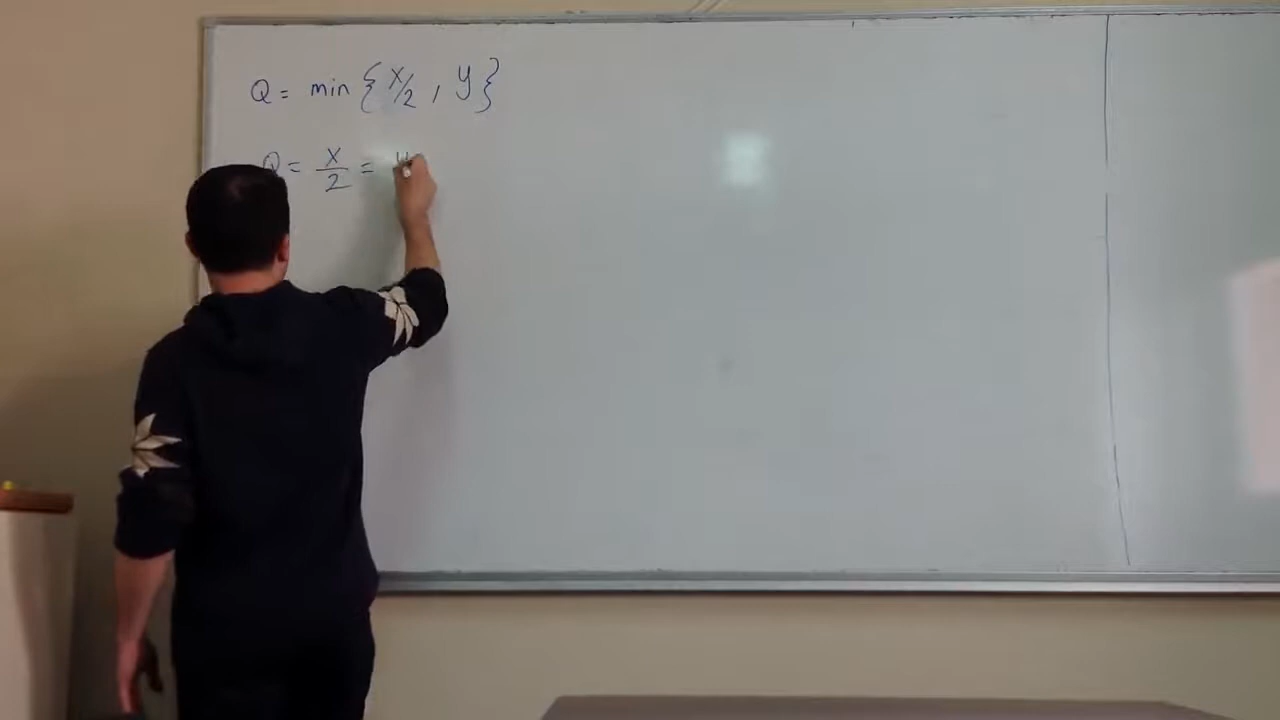 Q = min { x/2 , y }
Q = x/2 = y